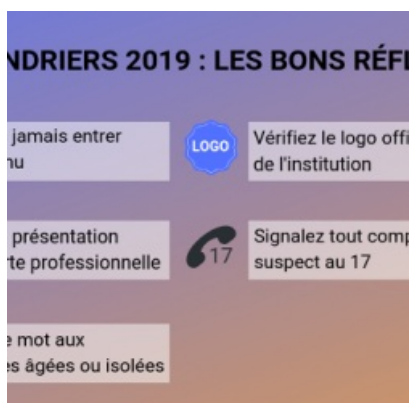 NDRIERS 2019 : LES BONS RÉFL
jamais entrer
nu
LOGO
Vérifiez le logo offi
de l'institution
présentation
rte professionnelle
17
Signalez tout comp
suspect au 17
e mot aux
es âgées ou isolées